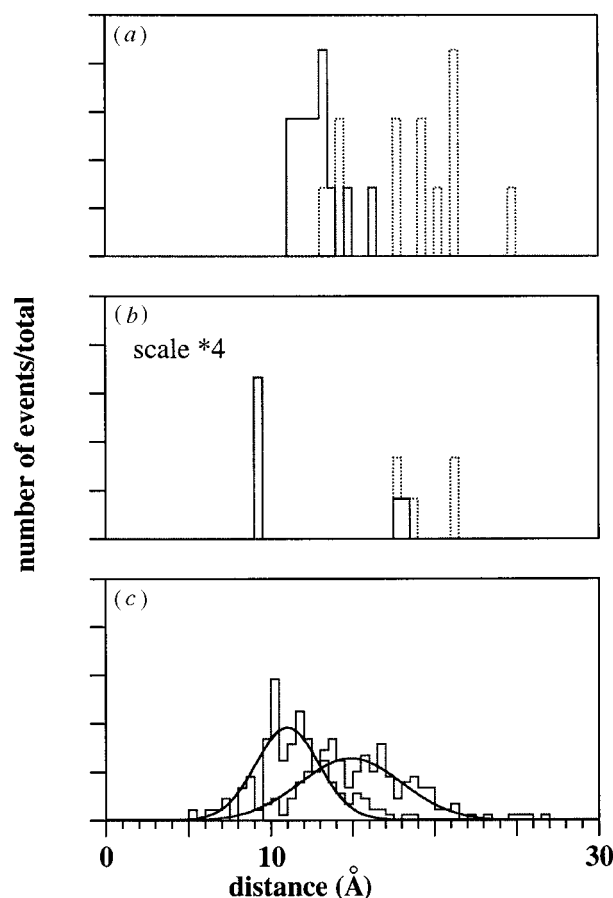 (a)
(b)
scale *4
number of events/total
(c)
0
10
30
distance (Å)